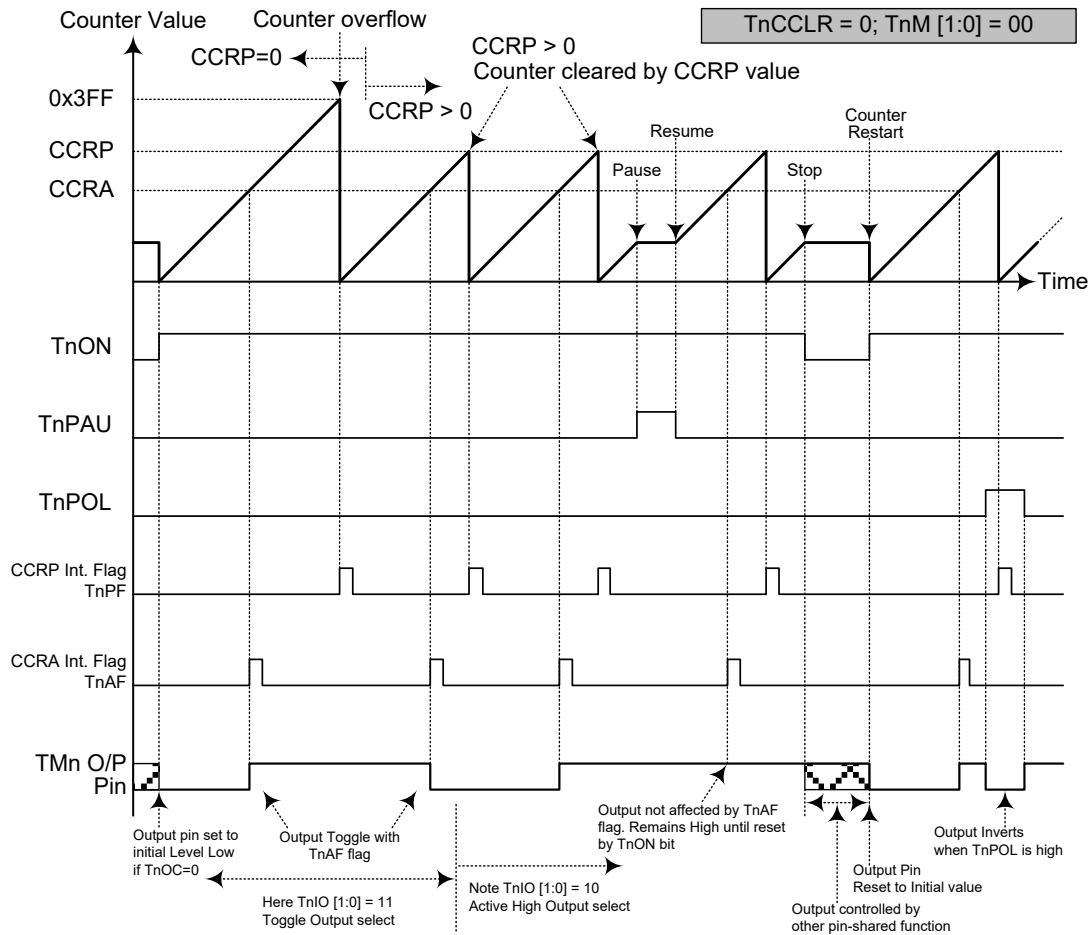 Counter Value
Counter overflow
TnCCLR = 0; TnM [1:0] = 00
CCRP=0
CCRP > 0
CCRP > 0
Counter cleared by CCRP value
0x3FF
CCRP
CCRA
Pause
Resume
Stop
Counter
Restart
Time
TnON
TnPAU
TnPOL
CCRP Int. Flag
TnPF
CCRA Int. Flag
TnAF
TMn O/P
Pin
Output pin set to
initial Level Low
if TnOC=0
Output Toggle with
TnAF flag
Here TnIO [1:0] = 11
Toggle Output select
Note TnIO [1:0] = 10
Active High Output select
Output not affected by TnAF
flag. Remains High until reset
by TnON bit
Output controlled by
other pin-shared function
Output Pin
Reset to Initial value
Output Inverts
when TnPOL is high